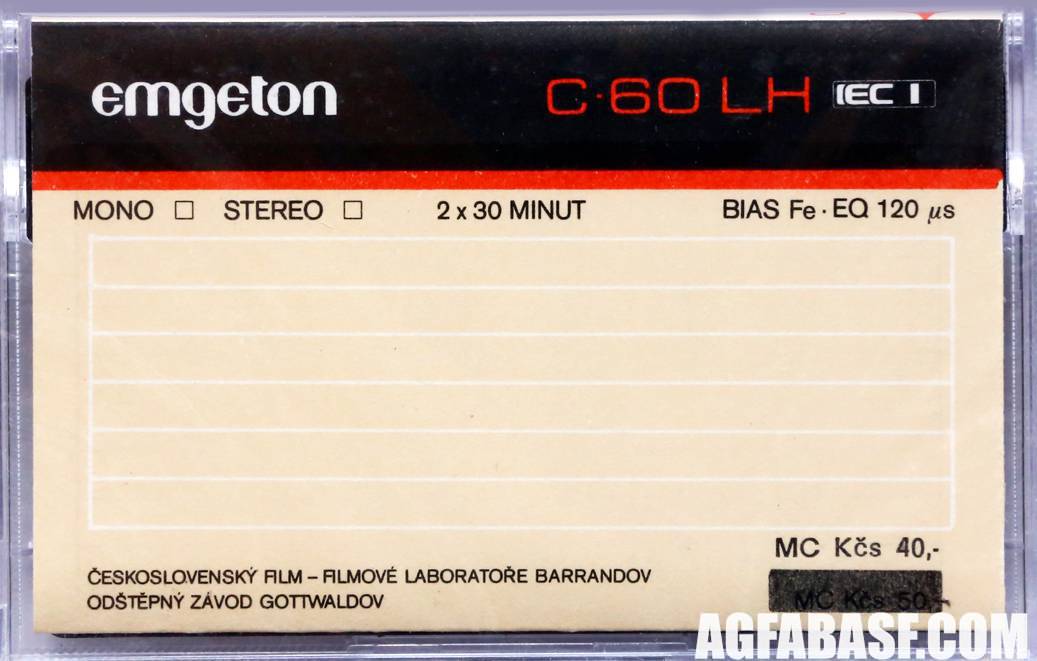 emgeton
C·60 LH IEC I
MONO □ STEREO □ 2 x 30 MINUT BIAS Fe · EQ 120 µs
MC Kčs 40,-
ČESKOSLOVENSKÝ FILM – FILMOVÉ LABORATOŘE BARRANDOV
ODŠTĚPNÝ ZÁVOD GOTTWALDOV
MC Kčs 50,-
AGFABASF.COM